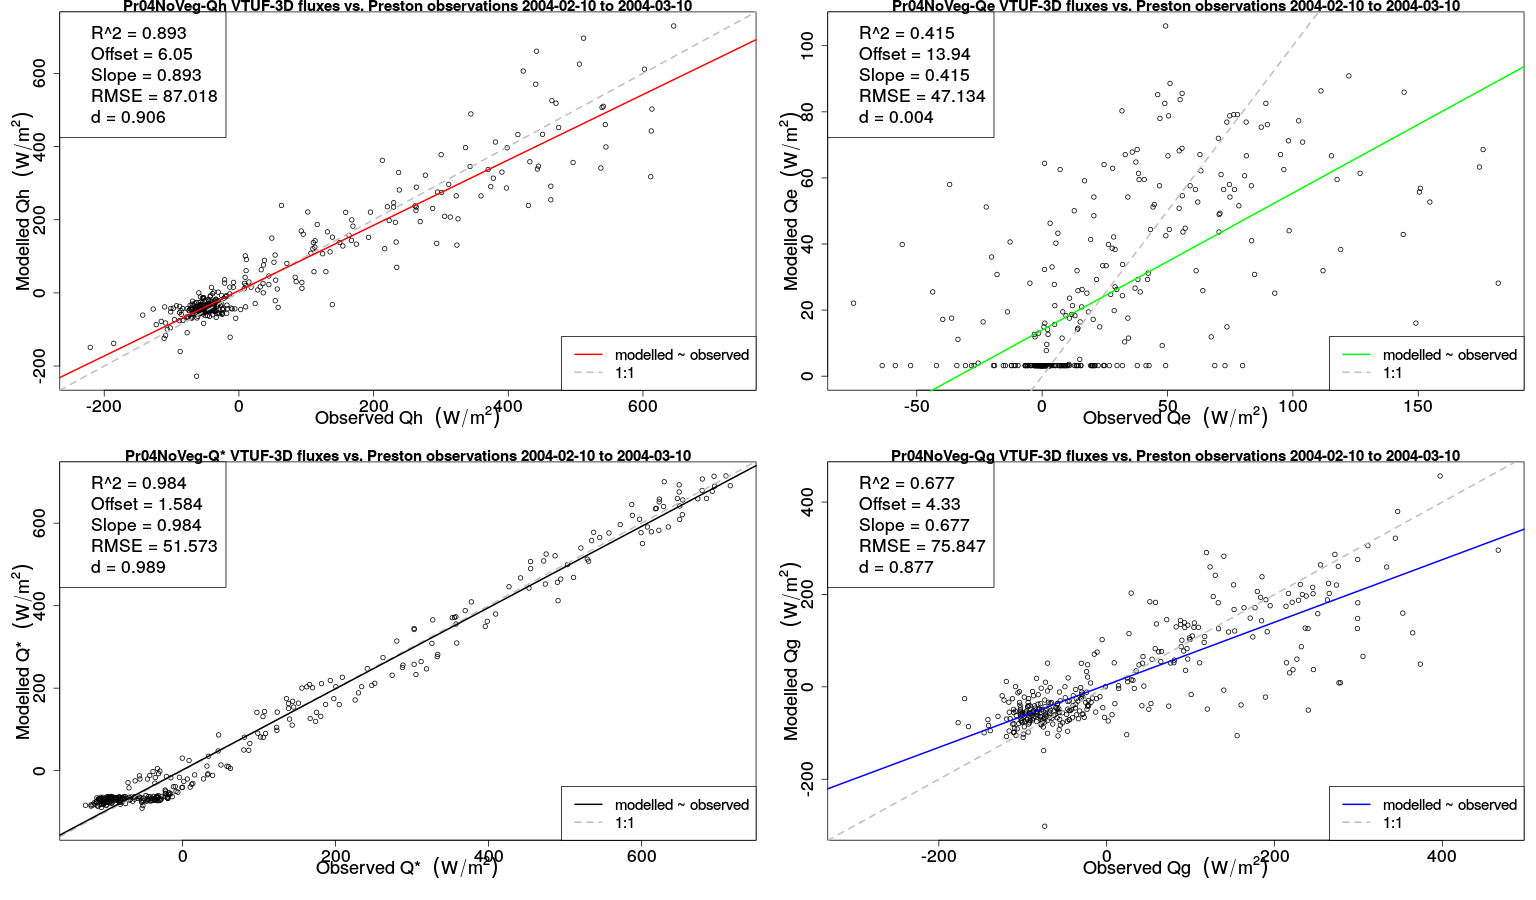 Pr04NoVeg-Qh VTUF-3D fluxes vs. Preston observations 2004-02-10 to 2004-03-10
R^2 = 0.893
Offset = 6.05
Slope = 0.893
RMSE = 87.018
d = 0.906
Modelled Qh (W/m²)
600
400
200
0
-200
modelled ~ observed
1:1
-200 0 200 400 600
Observed Qh (W/m²)
Pr04NoVeg-Qe VTUF-3D fluxes vs. Preston observations 2004-02-10 to 2004-03-10
R^2 = 0.415
Offset = 13.94
Slope = 0.415
RMSE = 47.134
d = 0.004
Modelled Qe (W/m²)
100
80
60
40
20
0
modelled ~ observed
1:1
-50 0 50 100 150
Observed Qe (W/m²)
Pr04NoVeg-Q* VTUF-3D fluxes vs. Preston observations 2004-02-10 to 2004-03-10
R^2 = 0.984
Offset = 1.584
Slope = 0.984
RMSE = 51.573
d = 0.989
Modelled Q* (W/m²)
600
400
200
0
modelled ~ observed
1:1
0 200 400 600
Observed Q* (W/m²)
Pr04NoVeg-Qg VTUF-3D fluxes vs. Preston observations 2004-02-10 to 2004-03-10
R^2 = 0.677
Offset = 4.33
Slope = 0.677
RMSE = 75.847
d = 0.877
Modelled Qg (W/m²)
400
200
0
-200
modelled ~ observed
1:1
-200 0 200 400
Observed Qg (W/m²)